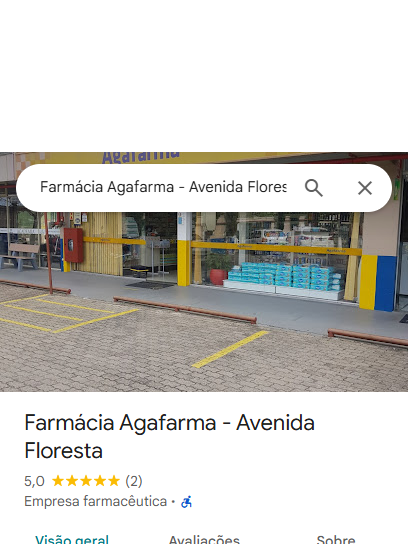 Agafarma
Farmácia Agafarma - Avenida Flores
Farmácia Agafarma - Avenida
Floresta
5,0 ★★★★★ (2)
Empresa farmacêutica ·
Visão geral
Avaliações
Sobre